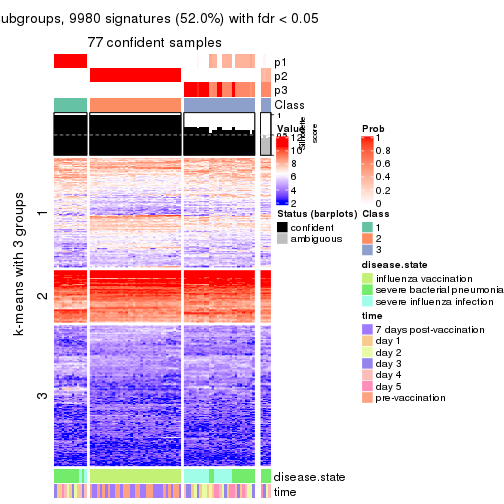 ubgroups, 9980 signatures (52.0%) with fdr < 0.05
77 confident samples
p1
p2
p3
Class
1
Silhouette
score
k-means with 3 groups
1
2
3
disease.state
time
Value
12
10
8
6
4
2
Status (barplots)
confident
ambiguous
Prob
1
0.8
0.6
0.4
0.2
0
Class
1
2
3
disease.state
influenza vaccination
severe bacterial pneumonia
severe influenza infection
time
7 days post-vaccination
day 1
day 2
day 3
day 4
day 5
pre-vaccination